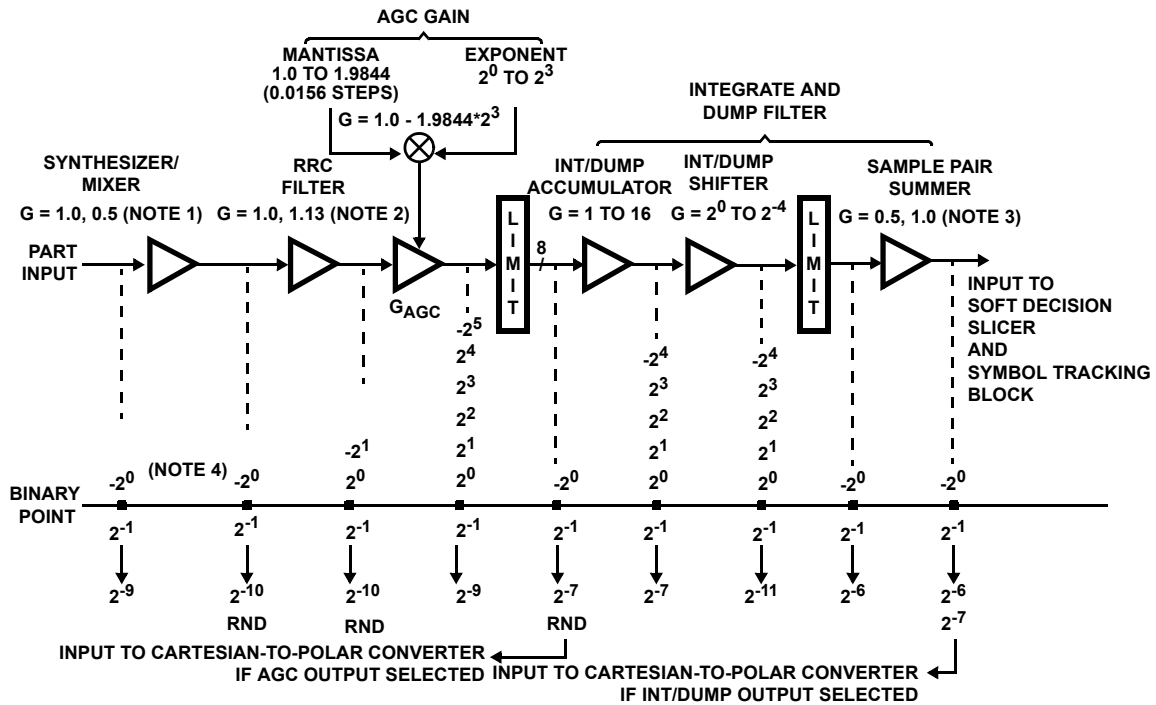 AGC GAIN
MANTISSA
1.0 TO 1.9844
(0.0156 STEPS)
EXPONENT
2^0 TO 2^3
G = 1.0 - 1.9844*2^3
INTEGRATE AND
DUMP FILTER
SYNTHESIZER/
MIXER
G = 1.0, 0.5 (NOTE 1)
RRC
FILTER
G = 1.0, 1.13 (NOTE 2)
INT/DUMP
ACCUMULATOR
G = 1 TO 16
INT/DUMP
SHIFTER
G = 2^0 TO 2^-4
SAMPLE PAIR
SUMMER
G = 0.5, 1.0 (NOTE 3)
PART
INPUT
G_AGC
L
I
M
I
T
8
/
L
I
M
I
T
INPUT TO
SOFT DECISION
SLICER
AND
SYMBOL TRACKING
BLOCK
-2^5
2^4 -2^4 -2^4
2^3 2^3 2^3
2^2 2^2 2^2
-2^1 2^1 2^1 2^1
-2^0 (NOTE 4) -2^0 2^0 2^0 -2^0 2^0 2^0 -2^0 -2^0
BINARY
POINT
2^-1 2^-1 2^-1 2^-1 2^-1 2^-1 2^-1 2^-1 2^-1
2^-9 2^-10 2^-10 2^-9 2^-7 2^-7 2^-11 2^-6 2^-6
RND RND RND 2^-7
INPUT TO CARTESIAN-TO-POLAR CONVERTER
IF AGC OUTPUT SELECTED
INPUT TO CARTESIAN-TO-POLAR CONVERTER
IF INT/DUMP OUTPUT SELECTED